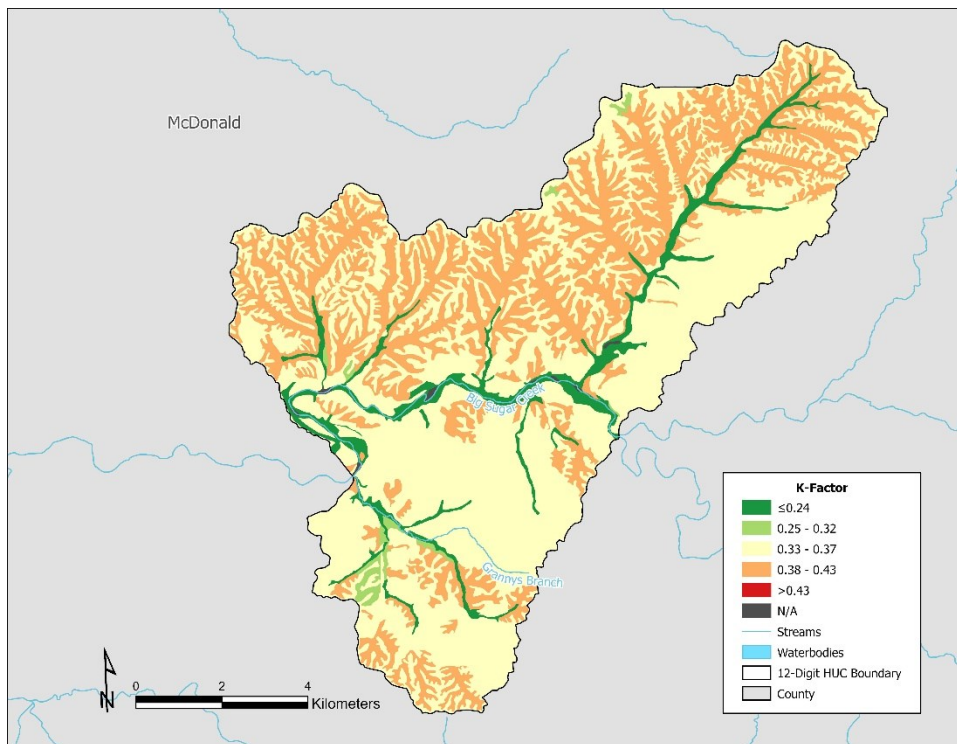 McDonald
Big Sugar Creek
Grannys Branch
K-Factor
≤0.24
0.25 - 0.32
0.33 - 0.37
0.38 - 0.43
>0.43
N/A
Streams
Waterbodies
12-Digit HUC Boundary
County
N
0 2 4
Kilometers